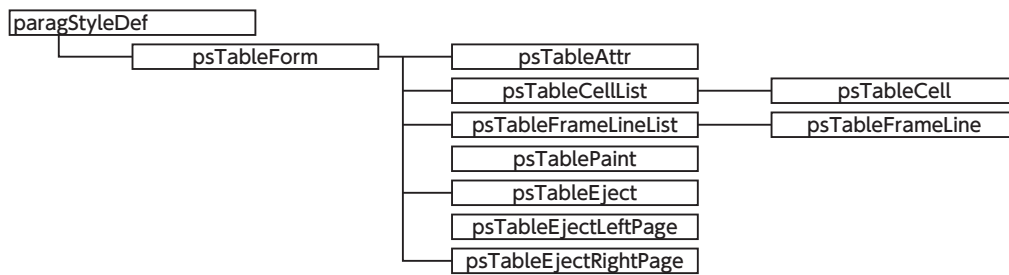 paragStyleDef
psTableForm
psTableAttr
psTableCellList
psTableCell
psTableFrameLineList
psTableFrameLine
psTablePaint
psTableEject
psTableEjectLeftPage
psTableEjectRightPage